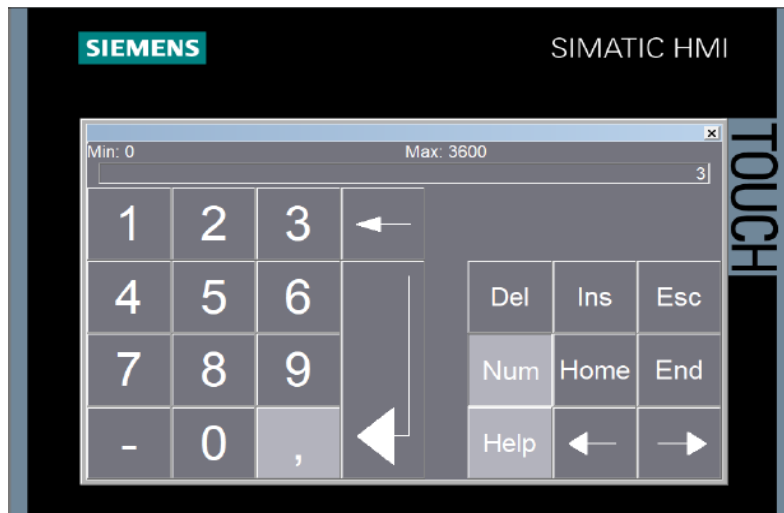 SIEMENS SIMATIC HMI
TOUCH
Min: 0 Max: 3600
3
1 2 3
4 5 6 Del Ins Esc
7 8 9 Num Home End
- 0 , Help